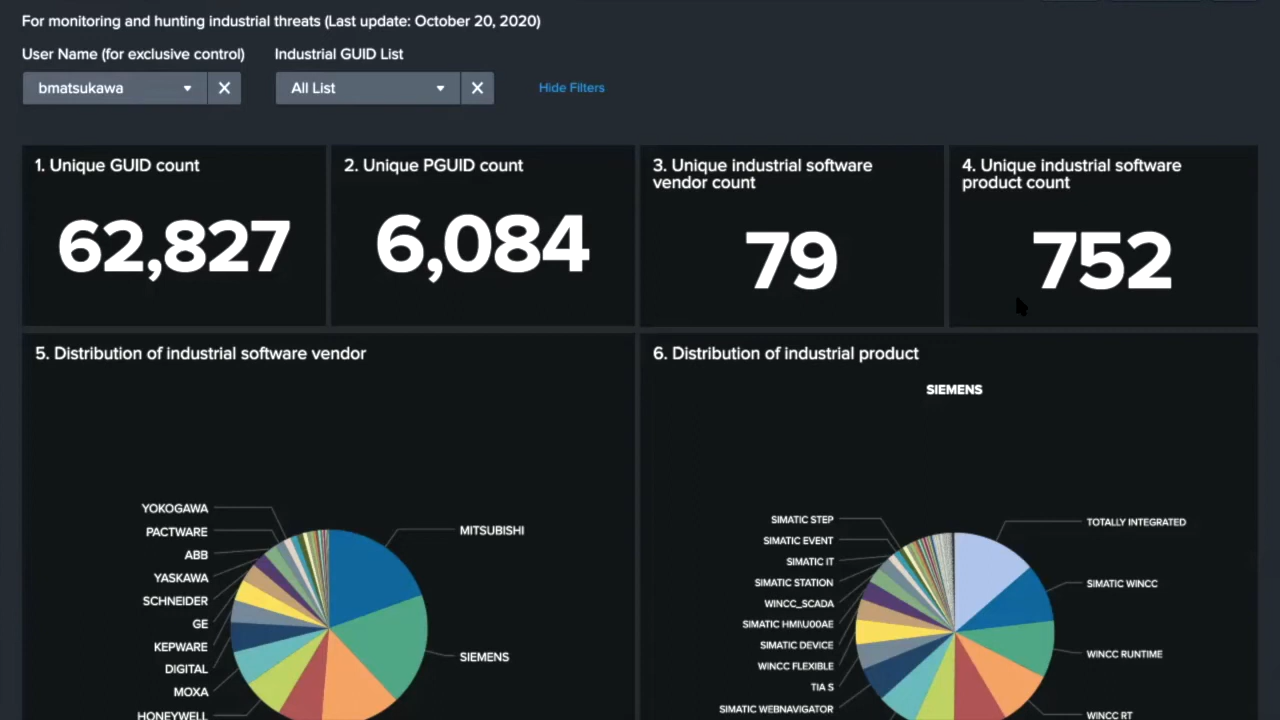 For monitoring and hunting industrial threats (Last update: October 20, 2020)
User Name (for exclusive control)
Industrial GUID List
bmatsukawa
All List
Hide Filters
1. Unique GUID count
62,827
2. Unique PGUID count
6,084
3. Unique industrial software
vendor count
79
4. Unique industrial software
product count
752
5. Distribution of industrial software vendor
YOKOGAWA
PACTWARE
ABB
YASKAWA
SCHNEIDER
GE
KEPWARE
DIGITAL
MOXA
HONEYWELL
MITSUBISHI
SIEMENS
6. Distribution of industrial product
SIEMENS
SIMATIC STEP
SIMATIC EVENT
SIMATIC IT
SIMATIC STATION
WINCC_SCADA
SIMATIC HMI\U00AE
SIMATIC DEVICE
WINCC FLEXIBLE
TIA S
SIMATIC WEBNAVIGATOR
TOTALLY INTEGRATED
SIMATIC WINCC
WINCC RUNTIME
WINCC RT